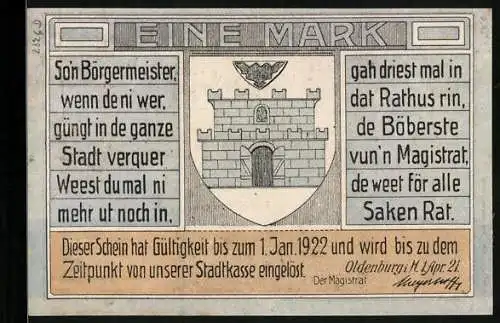 EINE MARK
So'n Börgermeister,
wenn de ni wer,
güngt in de ganze
Stadt verquer
Weest du mal ni
mehr ut noch in,
gah driest mal in
dat Rathus rin,
de Böberste
vun'n Magistrat,
de weet för alle
Saken Rat.
Dieser Schein hat Gültigkeit bis zum 1. Jan. 1922 und wird bis zu dem
Zeitpunkt von unserer Stadtkasse eingelöst.
Oldenburg i. H. 1. Apr. 21.
Der Magistrat